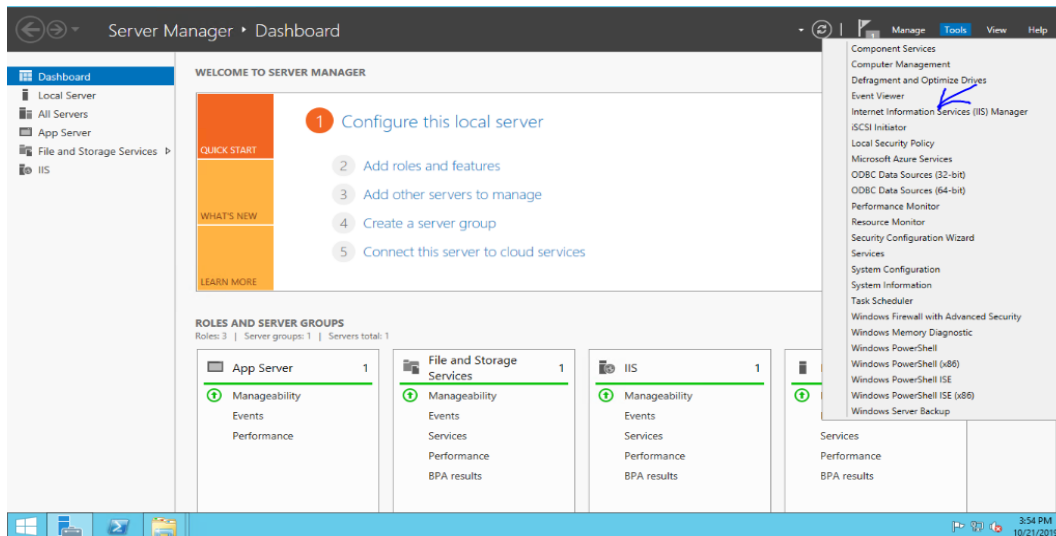 Server Manager • Dashboard
1
Manage Tools View Help
Dashboard
Local Server
All Servers
App Server
File and Storage Services
IIS
WELCOME TO SERVER MANAGER
QUICK START
WHAT'S NEW
LEARN MORE
1 Configure this local server
2 Add roles and features
3 Add other servers to manage
4 Create a server group
5 Connect this server to cloud services
ROLES AND SERVER GROUPS
Roles: 3 | Server groups: 1 | Servers total: 1
App Server 1
Manageability
Events
Performance
File and Storage
Services 1
Manageability
Events
Services
Performance
BPA results
IIS 1
Manageability
Events
Services
Performance
BPA results
Services
Performance
BPA results
Component Services
Computer Management
Defragment and Optimize Drives
Event Viewer
Internet Information Services (IIS) Manager
iSCSI Initiator
Local Security Policy
Microsoft Azure Services
ODBC Data Sources (32-bit)
ODBC Data Sources (64-bit)
Performance Monitor
Resource Monitor
Security Configuration Wizard
Services
System Configuration
System Information
Task Scheduler
Windows Firewall with Advanced Security
Windows Memory Diagnostic
Windows PowerShell
Windows PowerShell (x86)
Windows PowerShell ISE
Windows PowerShell ISE (x86)
Windows Server Backup
3:54 PM
10/21/2019